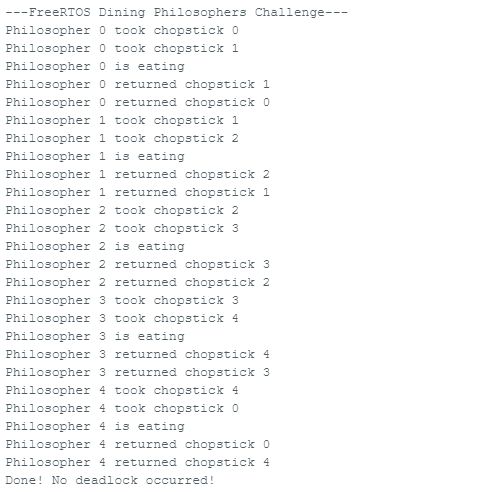 ---FreeRTOS Dining Philosophers Challenge---
Philosopher 0 took chopstick 0
Philosopher 0 took chopstick 1
Philosopher 0 is eating
Philosopher 0 returned chopstick 1
Philosopher 0 returned chopstick 0
Philosopher 1 took chopstick 1
Philosopher 1 took chopstick 2
Philosopher 1 is eating
Philosopher 1 returned chopstick 2
Philosopher 1 returned chopstick 1
Philosopher 2 took chopstick 2
Philosopher 2 took chopstick 3
Philosopher 2 is eating
Philosopher 2 returned chopstick 3
Philosopher 2 returned chopstick 2
Philosopher 3 took chopstick 3
Philosopher 3 took chopstick 4
Philosopher 3 is eating
Philosopher 3 returned chopstick 4
Philosopher 3 returned chopstick 3
Philosopher 4 took chopstick 4
Philosopher 4 took chopstick 0
Philosopher 4 is eating
Philosopher 4 returned chopstick 0
Philosopher 4 returned chopstick 4
Done! No deadlock occurred!